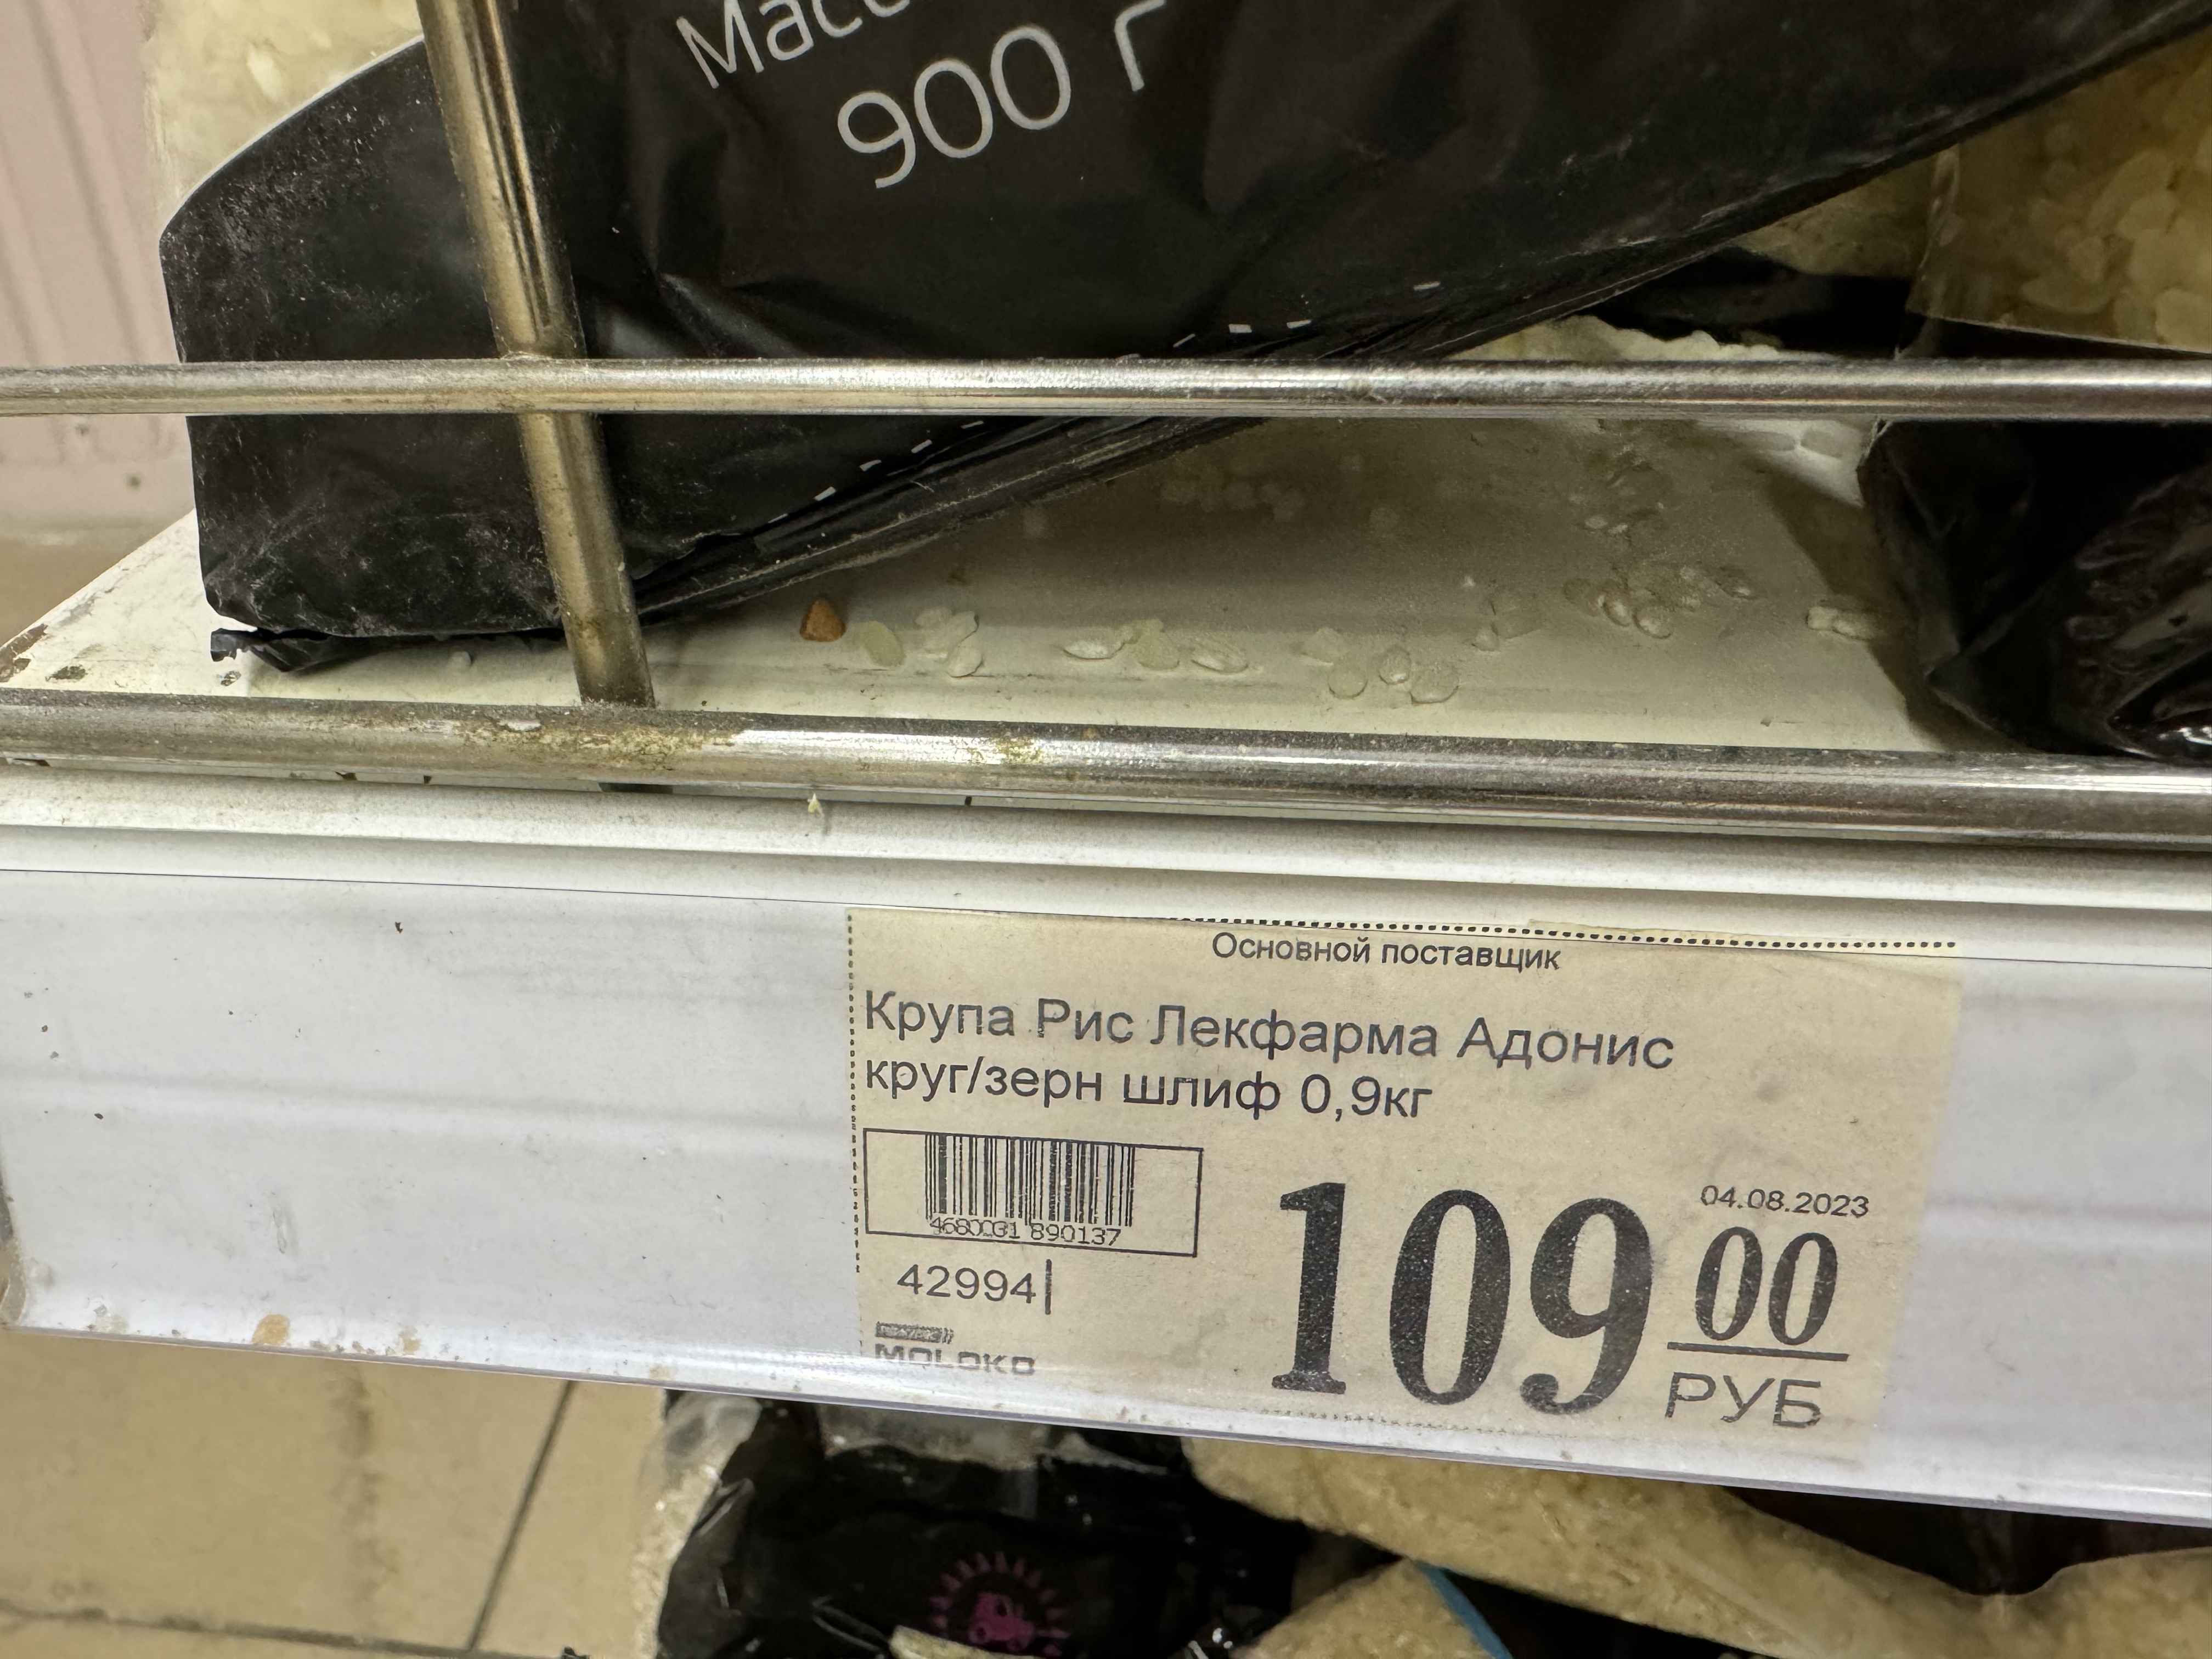 900 г
Основной поставщик
Крупа Рис Лекфарма Адонис
круг/зерн шлиф 0,9кг
4680031 890137
42994
04.08.2023
109 00
РУБ
MOLOKO